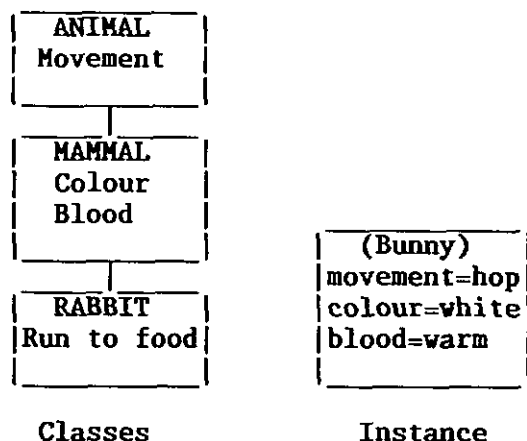 ANIMAL
Movement
MAMMAL
Colour
Blood
RABBIT
Run to food
Classes
(Bunny)
movement=hop
colour=white
blood=warm
Instance